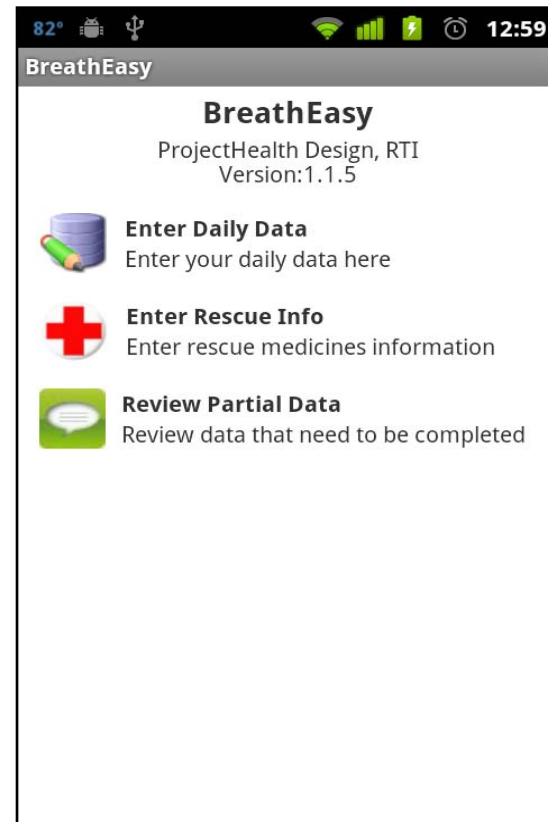 82° 12:59
BreathEasy
BreathEasy
ProjectHealth Design, RTI
Version:1.1.5
Enter Daily Data
Enter your daily data here
Enter Rescue Info
Enter rescue medicines information
Review Partial Data
Review data that need to be completed